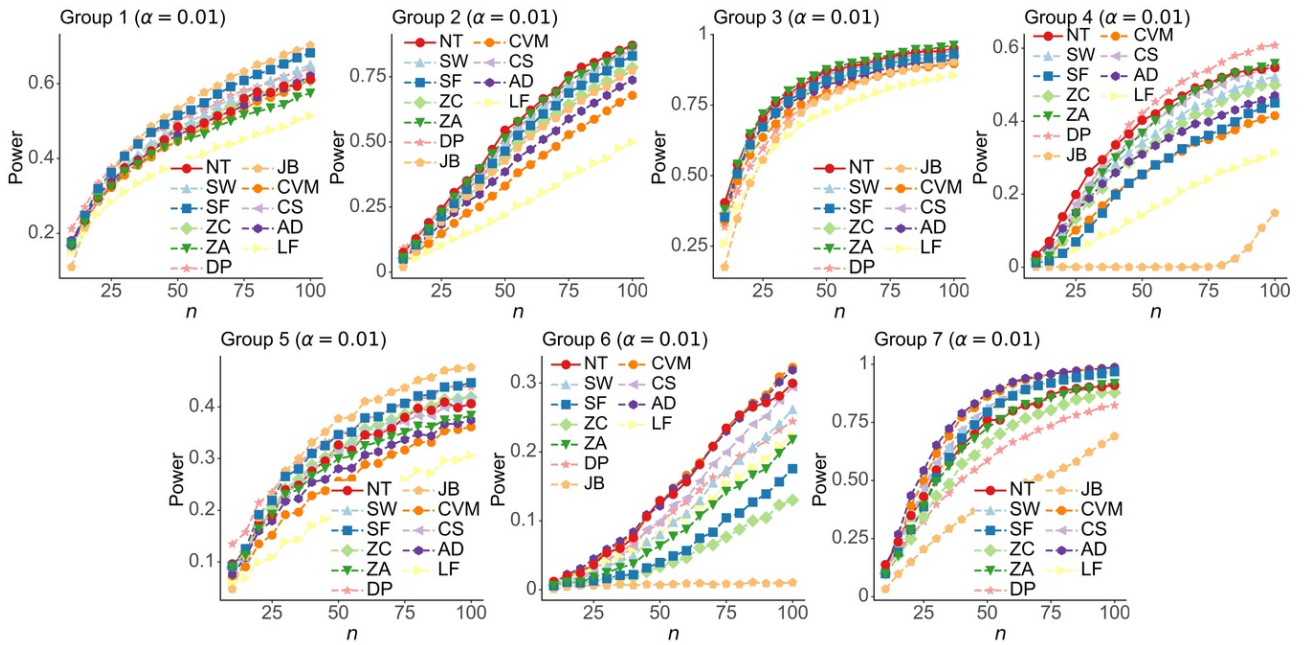 Group 1 (α = 0.01)
Power
0.6
0.4
0.2
NT
SW
SF
ZC
ZA
DP
JB
CVM
CS
AD
LF
25 50 75 100
n
Group 2 (α = 0.01)
Power
0.75
0.50
0.25
0
NT
SW
SF
ZC
ZA
DP
JB
CVM
CS
AD
LF
25 50 75 100
n
Group 3 (α = 0.01)
Power
1
0.75
0.50
0.25
NT
SW
SF
ZC
ZA
DP
JB
CVM
CS
AD
LF
25 50 75 100
n
Group 4 (α = 0.01)
Power
0.6
0.4
0.2
0
NT
SW
SF
ZC
ZA
DP
JB
CVM
CS
AD
LF
25 50 75 100
n
Group 5 (α = 0.01)
Power
0.4
0.3
0.2
0.1
NT
SW
SF
ZC
ZA
DP
JB
CVM
CS
AD
LF
25 50 75 100
n
Group 6 (α = 0.01)
Power
0.3
0.2
0.1
0
NT
SW
SF
ZC
ZA
DP
JB
CVM
CS
AD
LF
25 50 75 100
n
Group 7 (α = 0.01)
Power
1
0.75
0.50
0.25
0
NT
SW
SF
ZC
ZA
DP
JB
CVM
CS
AD
LF
25 50 75 100
n